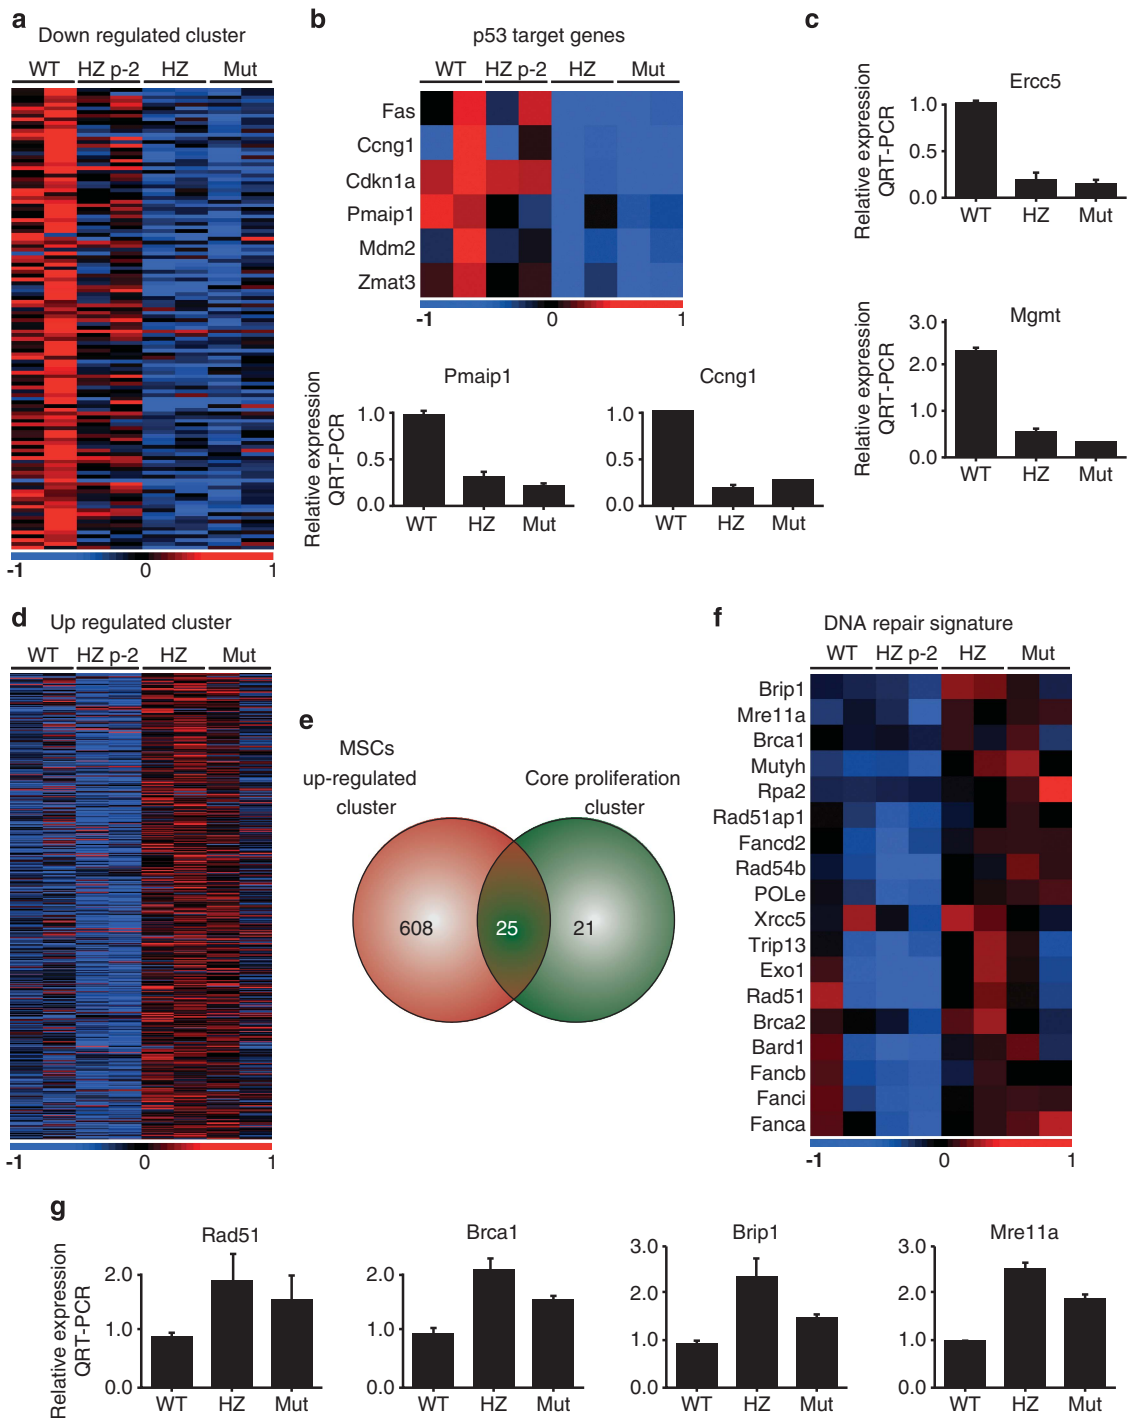 a
Down regulated cluster
WT HZ p-2 HZ Mut
-1 0 1
b
p53 target genes
WT HZ p-2 HZ Mut
Fas
Ccng1
Cdkn1a
Pmaip1
Mdm2
Zmat3
-1 0 1
Pmaip1
Relative expression
QRT-PCR
1.0
0.5
0.0
WT HZ Mut
Ccng1
1.0
0.5
0.0
WT HZ Mut
c
Ercc5
Relative expression
QRT-PCR
1.0
0.5
0.0
WT HZ Mut
Mgmt
Relative expression
QRT-PCR
3.0
2.0
1.0
0.0
WT HZ Mut
d
Up regulated cluster
WT HZ p-2 HZ Mut
-1 0 1
e
MSCs
up-regulated
cluster
Core proliferation
cluster
608
25
21
f
DNA repair signature
WT HZ p-2 HZ Mut
Brip1
Mre11a
Brca1
Mutyh
Rpa2
Rad51ap1
Fancd2
Rad54b
POLe
Xrcc5
Trip13
Exo1
Rad51
Brca2
Bard1
Fancb
Fanci
Fanca
-1 0 1
g
Rad51
Relative expression
QRT-PCR
2.0
1.0
0.0
WT HZ Mut
Brca1
2.0
1.0
0.0
WT HZ Mut
Brip1
3.0
2.0
1.0
0.0
WT HZ Mut
Mre11a
3.0
2.0
1.0
0.0
WT HZ Mut